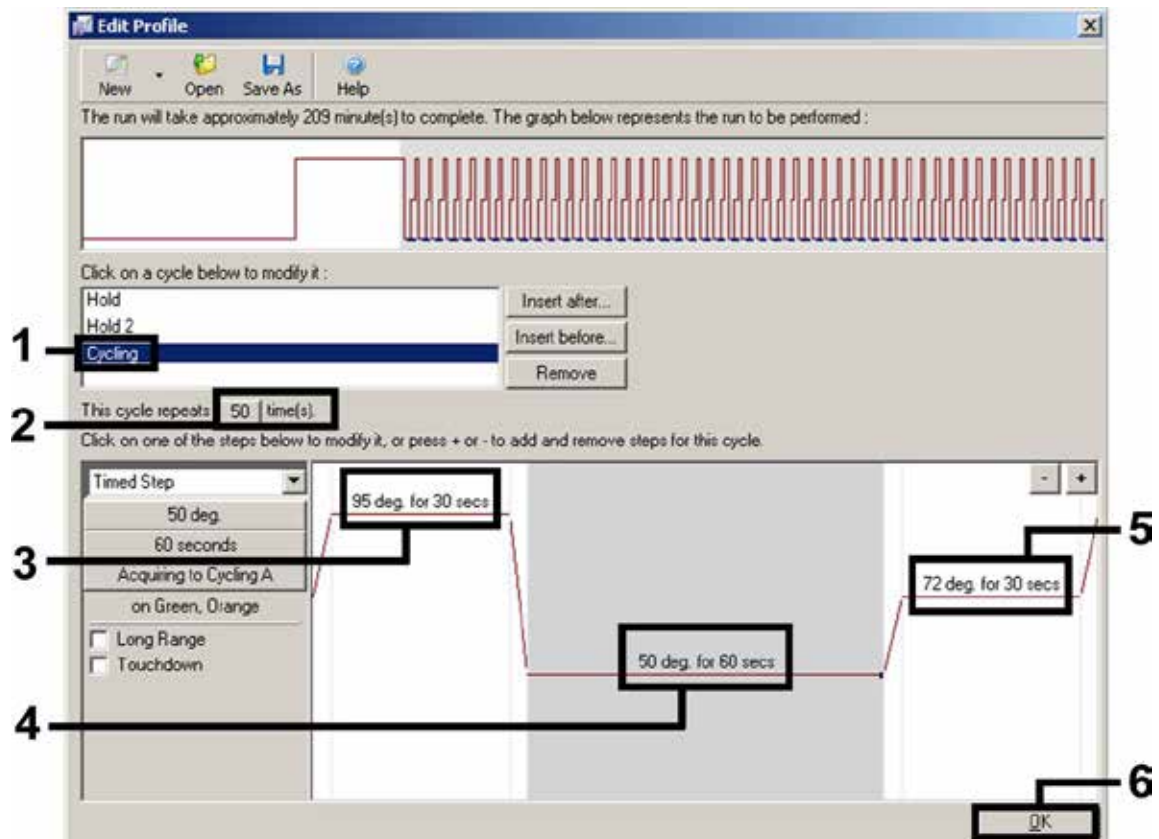 Edit Profile
New Open Save As Help
The run will take approximately 209 minute(s) to complete. The graph below represents the run to be performed :
Click on a cycle below to modify it :
Hold
Hold 2
Cycling
Insert after...
Insert before...
Remove
1
This cycle repeats 50 time(s).
2
Click on one of the steps below to modify it, or press + or - to add and remove steps for this cycle.
Timed Step
50 deg.
60 seconds
Acquiring to Cycling A
on Green, Orange
Long Range
Touchdown
95 deg. for 30 secs
3
50 deg. for 60 secs
4
- +
72 deg. for 30 secs
5
OK
6